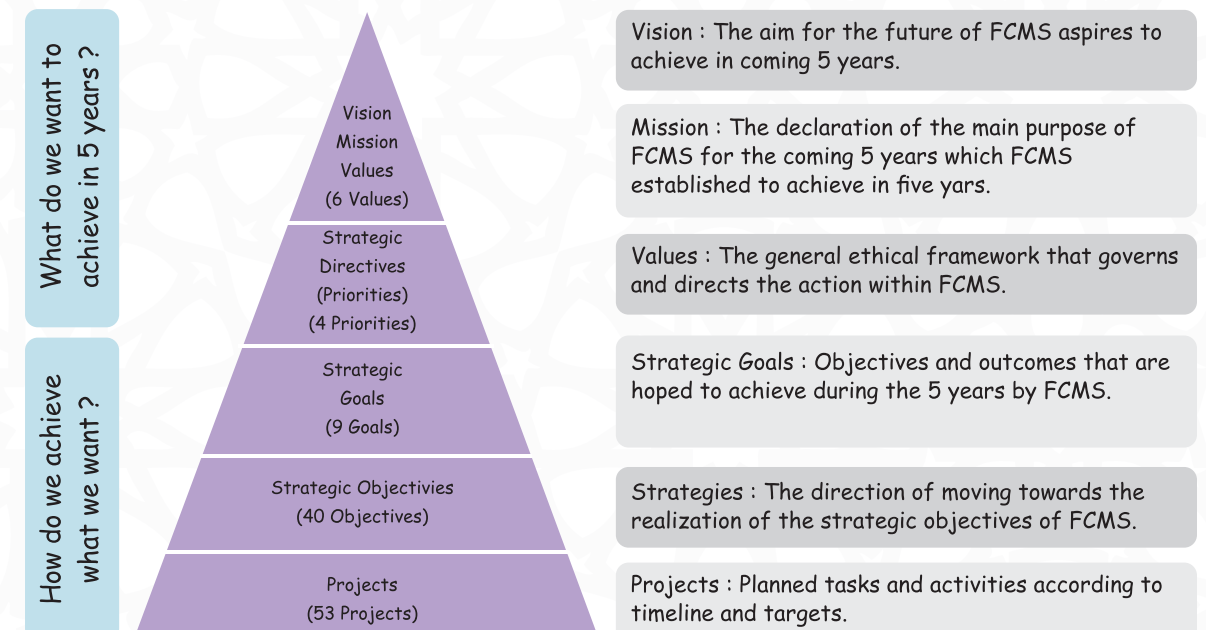 What do we want to
achieve in 5 years ?
How do we achieve
what we want ?
Vision
Mission
Values
(6 Values)
Strategic
Directives
(Priorities)
(4 Priorities)
Strategic
Goals
(9 Goals)
Strategic Objectivies
(40 Objectives)
Projects
(53 Projects)
Vision : The aim for the future of FCMS aspires to
achieve in coming 5 years.
Mission : The declaration of the main purpose of
FCMS for the coming 5 years which FCMS
established to achieve in five yars.
Values : The general ethical framework that governs
and directs the action within FCMS.
Strategic Goals : Objectives and outcomes that are
hoped to achieve during the 5 years by FCMS.
Strategies : The direction of moving towards the
realization of the strategic objectives of FCMS.
Projects : Planned tasks and activities according to
timeline and targets.